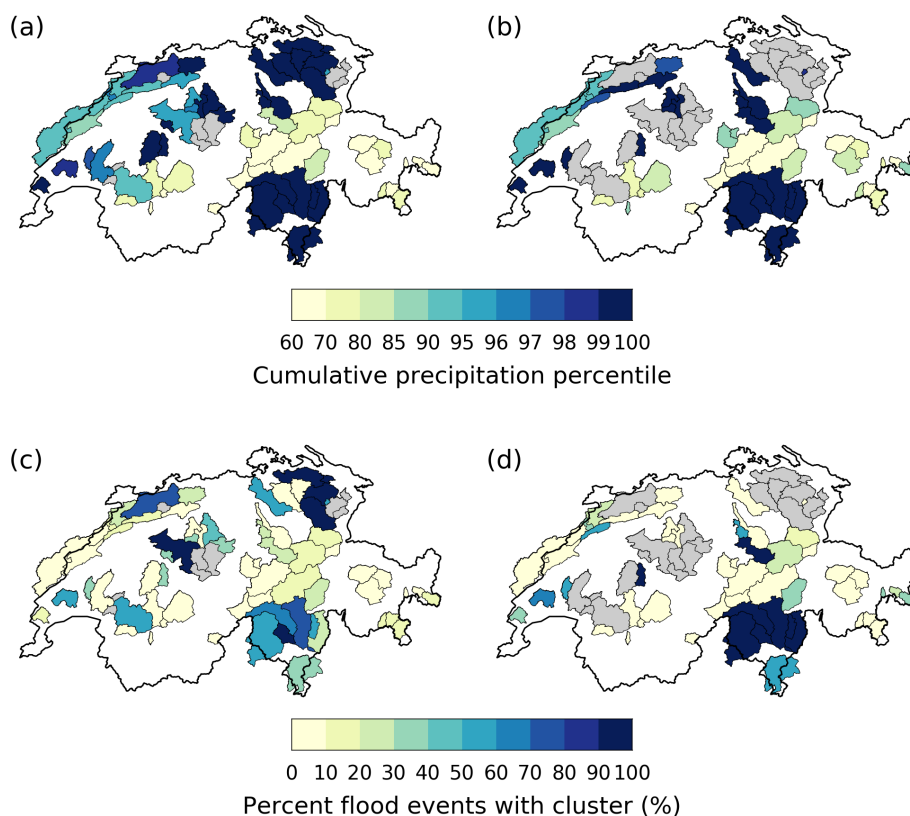 (a)
(b)
60 70 80 85 90 95 96 97 98 99 100
Cumulative precipitation percentile
(c)
(d)
0 10 20 30 40 50 60 70 80 90 100
Percent flood events with cluster (%)